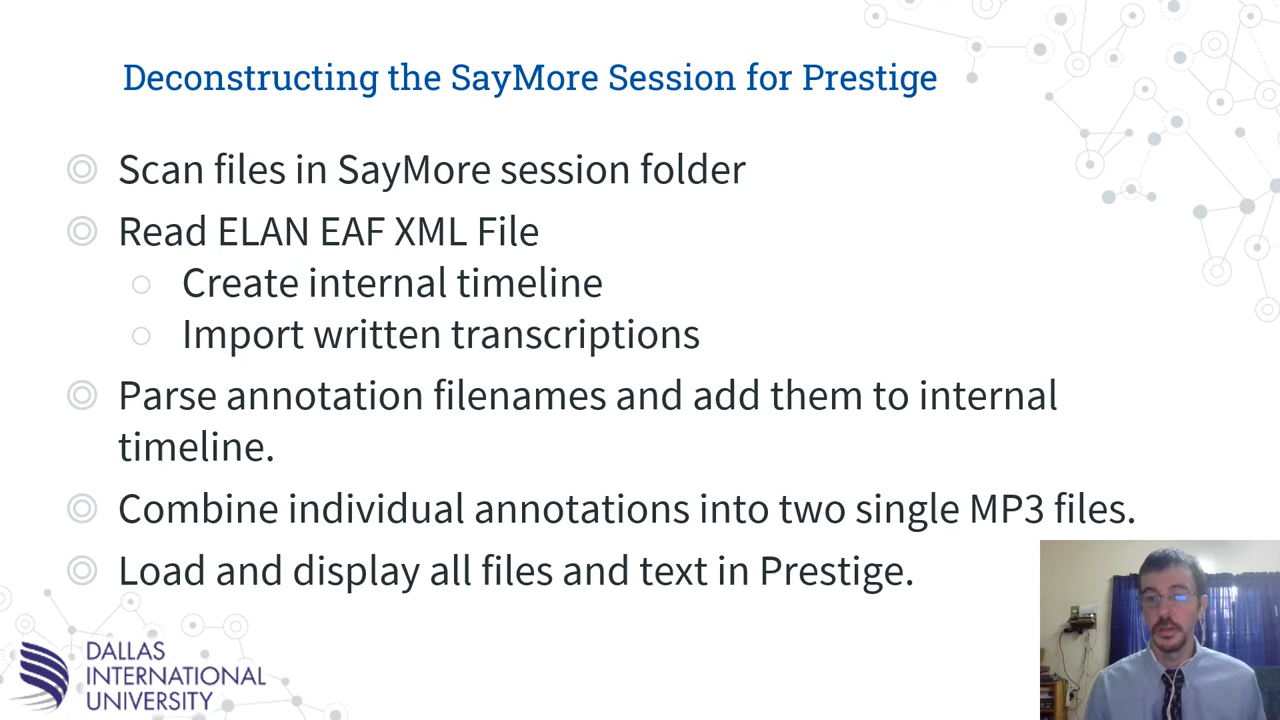 Deconstructing the SayMore Session for Prestige
Scan files in SayMore session folder
Read ELAN EAF XML File
Create internal timeline
Import written transcriptions
Parse annotation filenames and add them to internal
timeline.
Combine individual annotations into two single MP3 files.
Load and display all files and text in Prestige.
DALLAS
INTERNATIONAL
UNIVERSITY